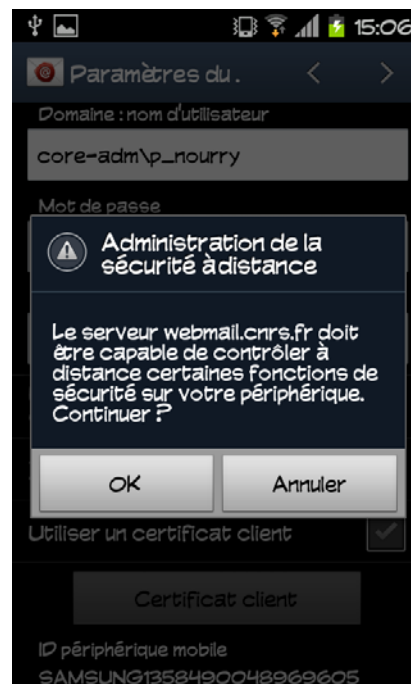 15:06
Paramètres du .
Domaine : nom d'utilisateur
core-adm\p_nourry
Mot de passe
Administration de la
sécurité à distance
Le serveur webmail.cnrs.fr doit
être capable de contrôler à
distance certaines fonctions de
sécurité sur votre périphérique.
Continuer ?
OK
Annuler
Utiliser un certificat client
Certificat client
ID périphérique mobile
SAMSUNG1358490048969605